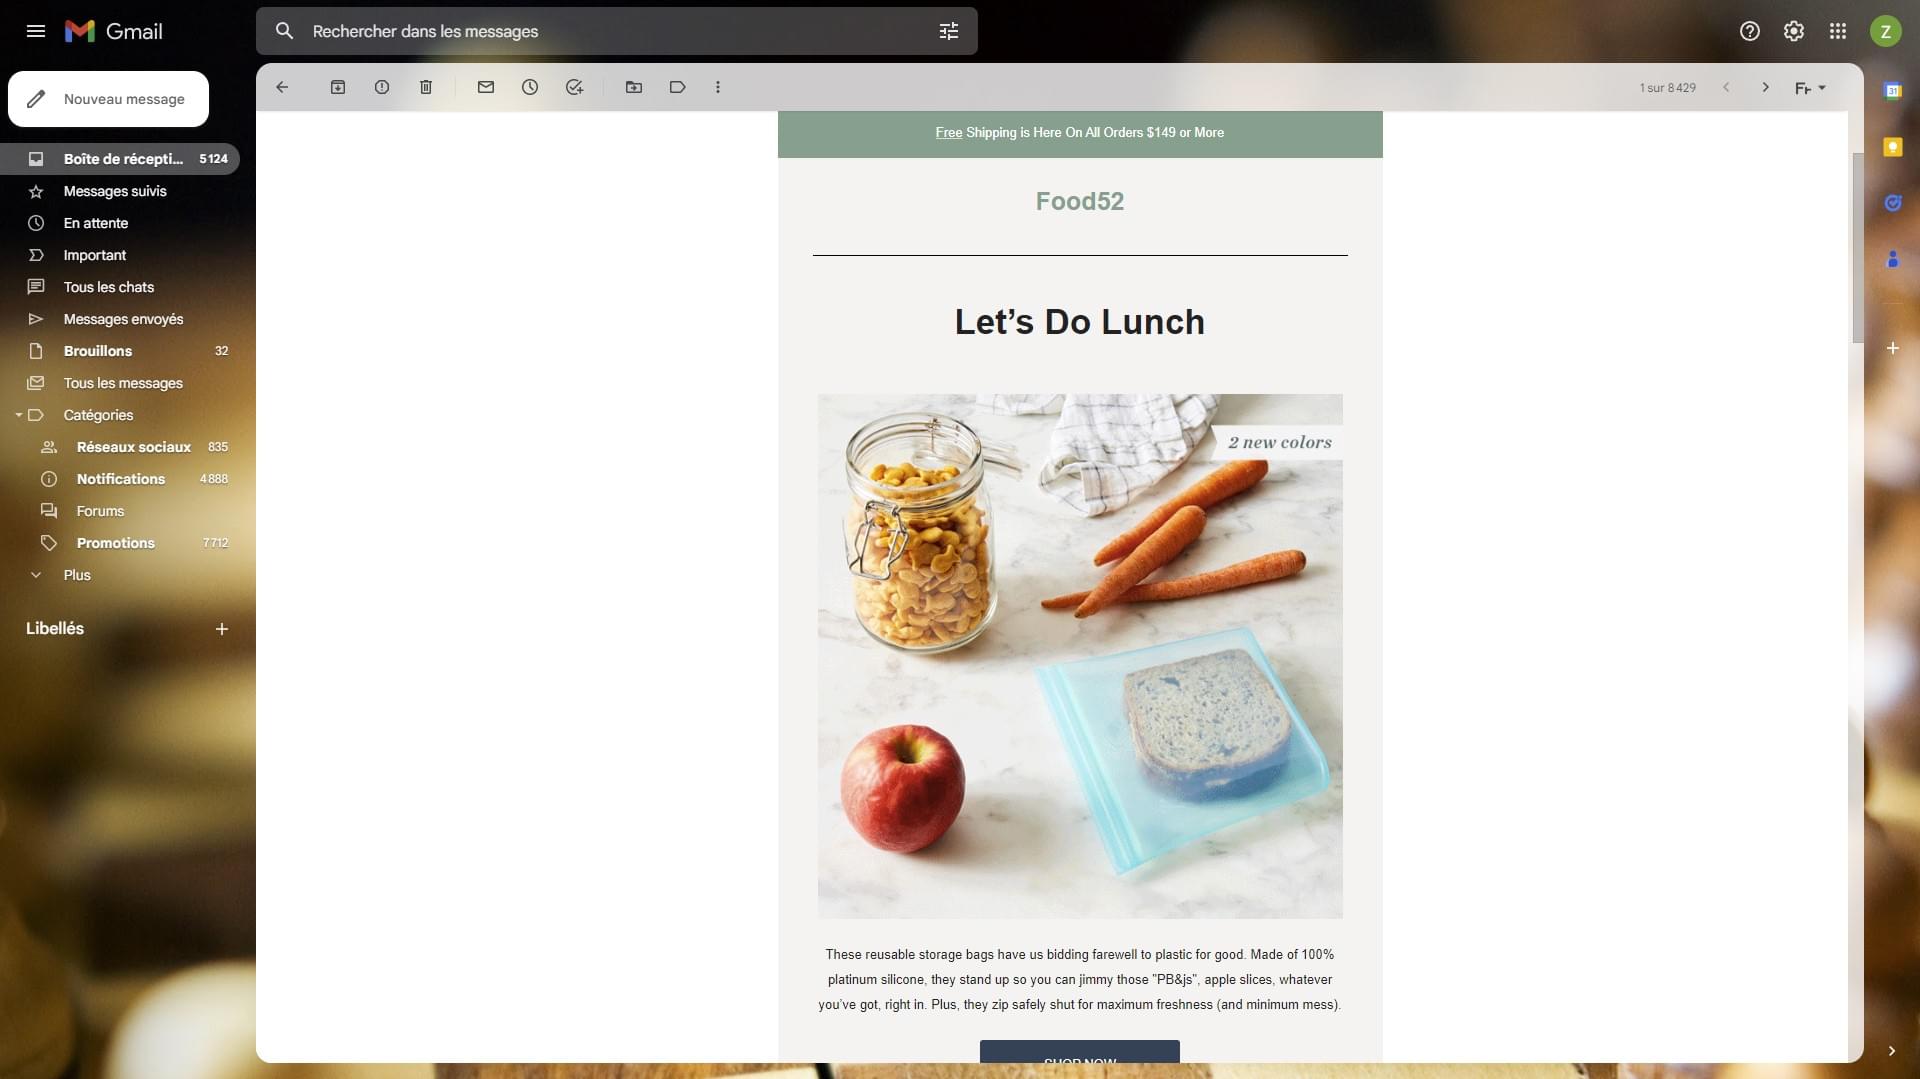 Gmail
Rechercher dans les messages
Z
Nouveau message
1 sur 8 429
Boîte de récepti... 5 124
Messages suivis
En attente
Important
Tous les chats
Messages envoyés
Brouillons 32
Tous les messages
Catégories
Réseaux sociaux 835
Notifications 4 888
Forums
Promotions 7 712
Plus
Libellés
31
Free Shipping is Here On All Orders $149 or More
Food52
Let’s Do Lunch
2 new colors
These reusable storage bags have us bidding farewell to plastic for good. Made of 100%
platinum silicone, they stand up so you can jimmy those "PB&js", apple slices, whatever
you’ve got, right in. Plus, they zip safely shut for maximum freshness (and minimum mess).
SHOP NOW